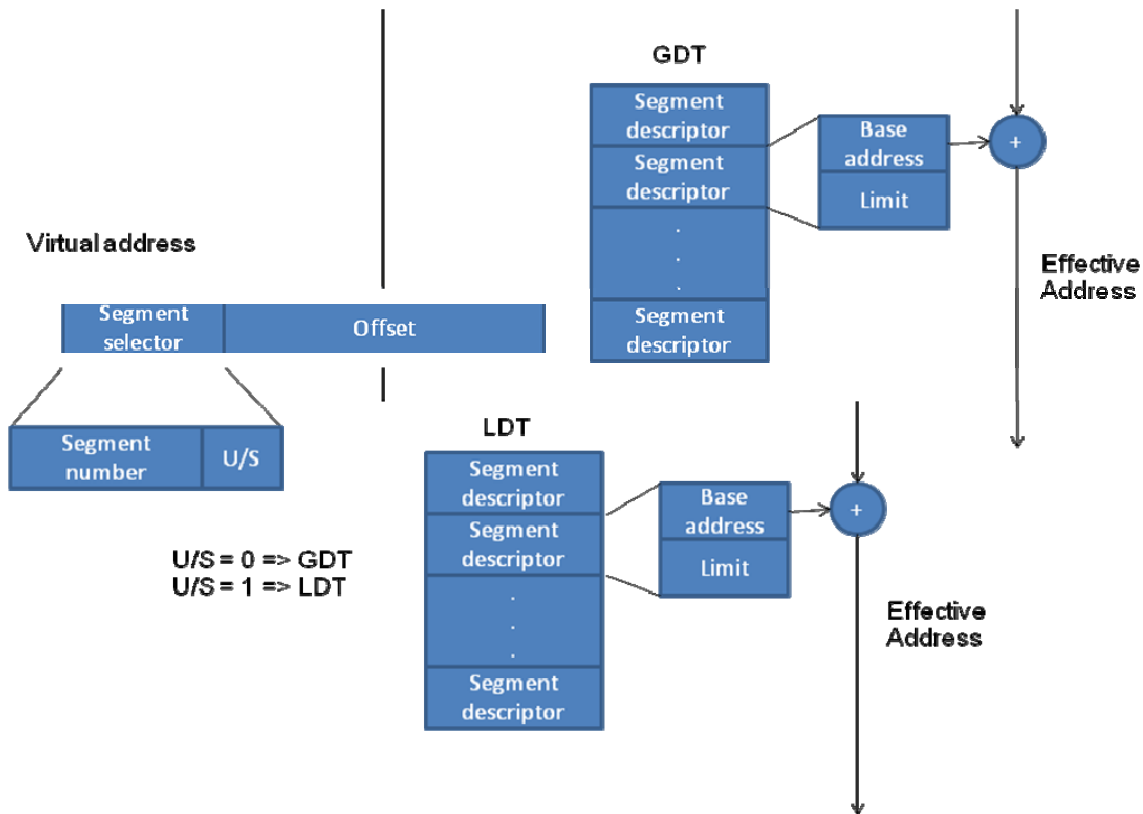 GDT
Segment
descriptor
Segment
descriptor
.
.
.
Segment
descriptor
Base
address
Limit
+
Effective
Address
Virtual address
Segment
selector
Offset
Segment
number
U/S
U/S = 0 => GDT
U/S = 1 => LDT
LDT
Segment
descriptor
Segment
descriptor
.
.
.
Segment
descriptor
Base
address
Limit
+
Effective
Address